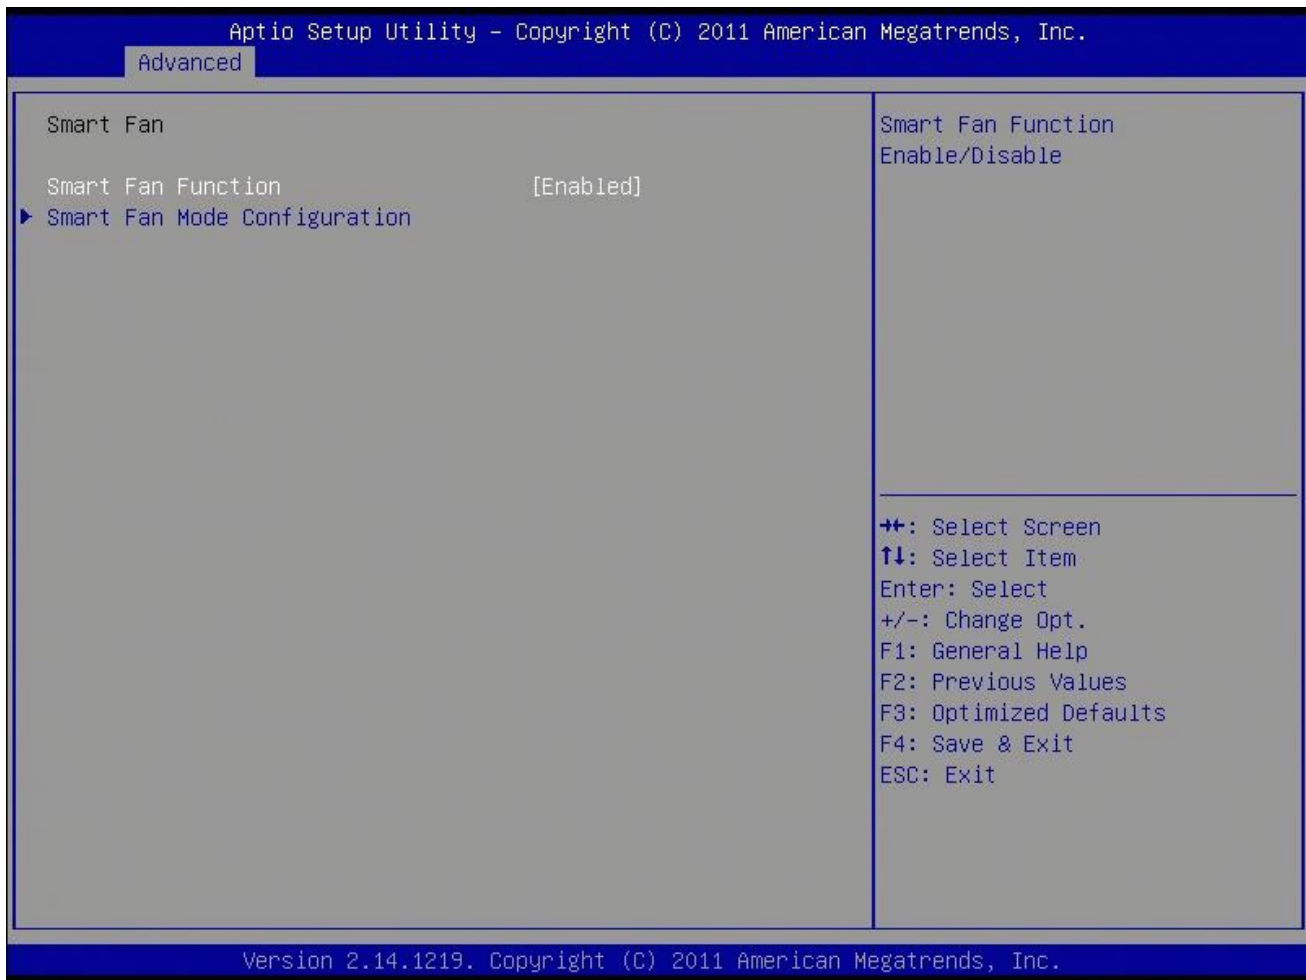 Aptio Setup Utility – Copyright (C) 2011 American Megatrends, Inc.
Advanced
Smart Fan
Smart Fan Function [Enabled]
▶ Smart Fan Mode Configuration
Smart Fan Function
Enable/Disable
→←: Select Screen
↑↓: Select Item
Enter: Select
+/-: Change Opt.
F1: General Help
F2: Previous Values
F3: Optimized Defaults
F4: Save & Exit
ESC: Exit
Version 2.14.1219. Copyright (C) 2011 American Megatrends, Inc.